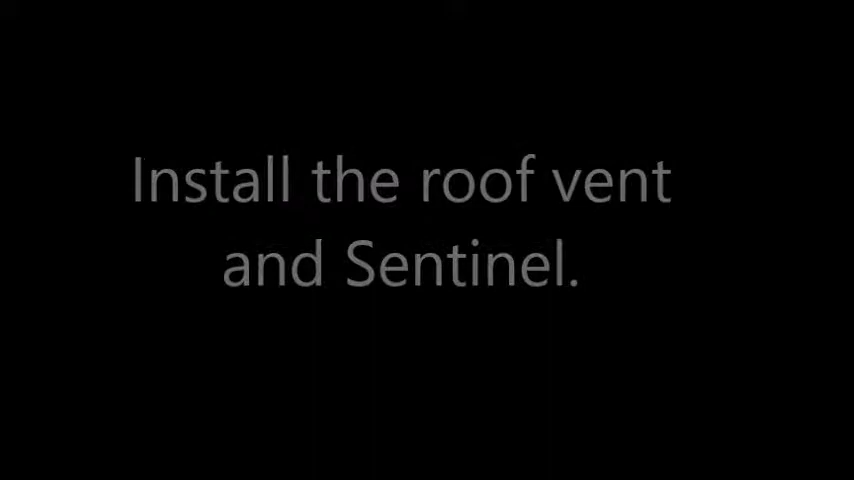 Install the roof vent
and Sentinel.